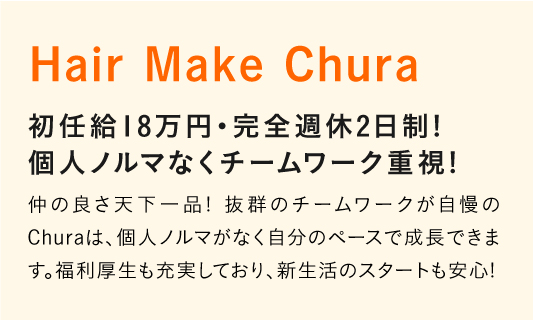 Hair Make Chura
初任給18万円・完全週休2日制!
個人ノルマなくチームワーク重視!
仲の良さ天下一品! 抜群のチームワークが自慢の
Churaは、個人ノルマがなく自分のペースで成長できま
す。福利厚生も充実しており、新生活のスタートも安心!